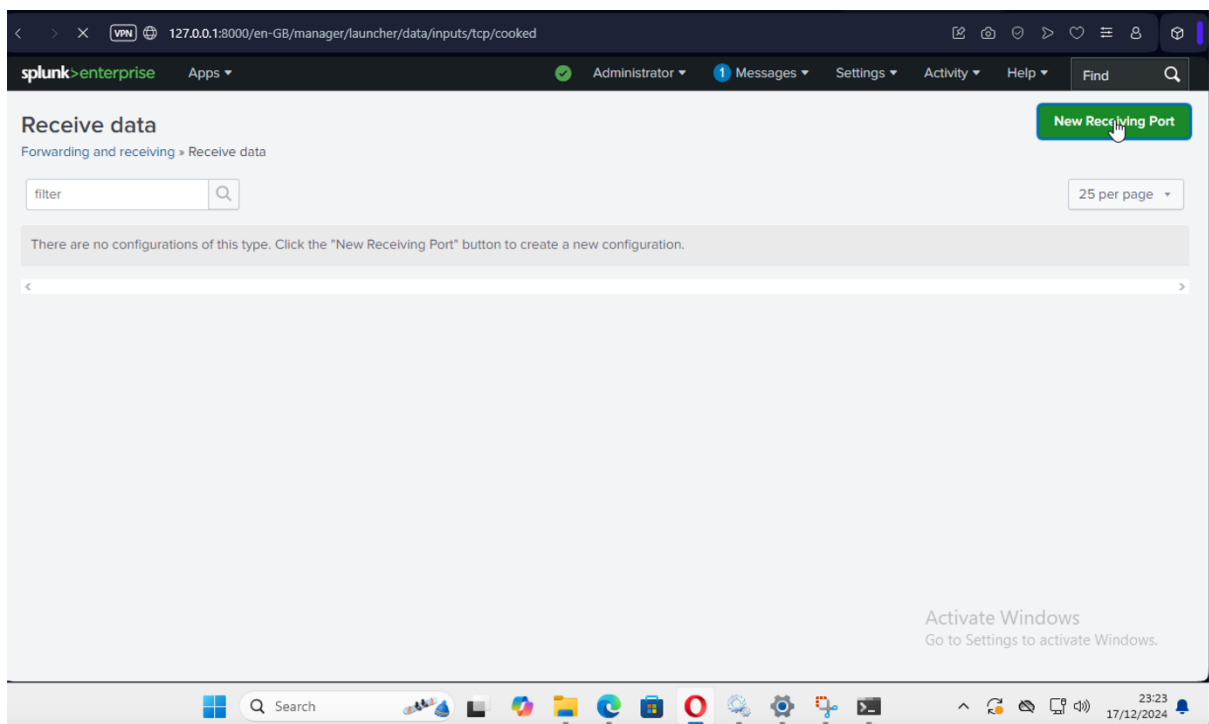 VPN 127.0.0.1:8000/en-GB/manager/launcher/data/inputs/tcp/cooked
splunk>enterprise Apps Administrator 1 Messages Settings Activity Help Find
Receive data
New Receiving Port
Forwarding and receiving » Receive data
filter
25 per page
There are no configurations of this type. Click the "New Receiving Port" button to create a new configuration.
Activate Windows
Go to Settings to activate Windows.
Search
23:23
17/12/2024